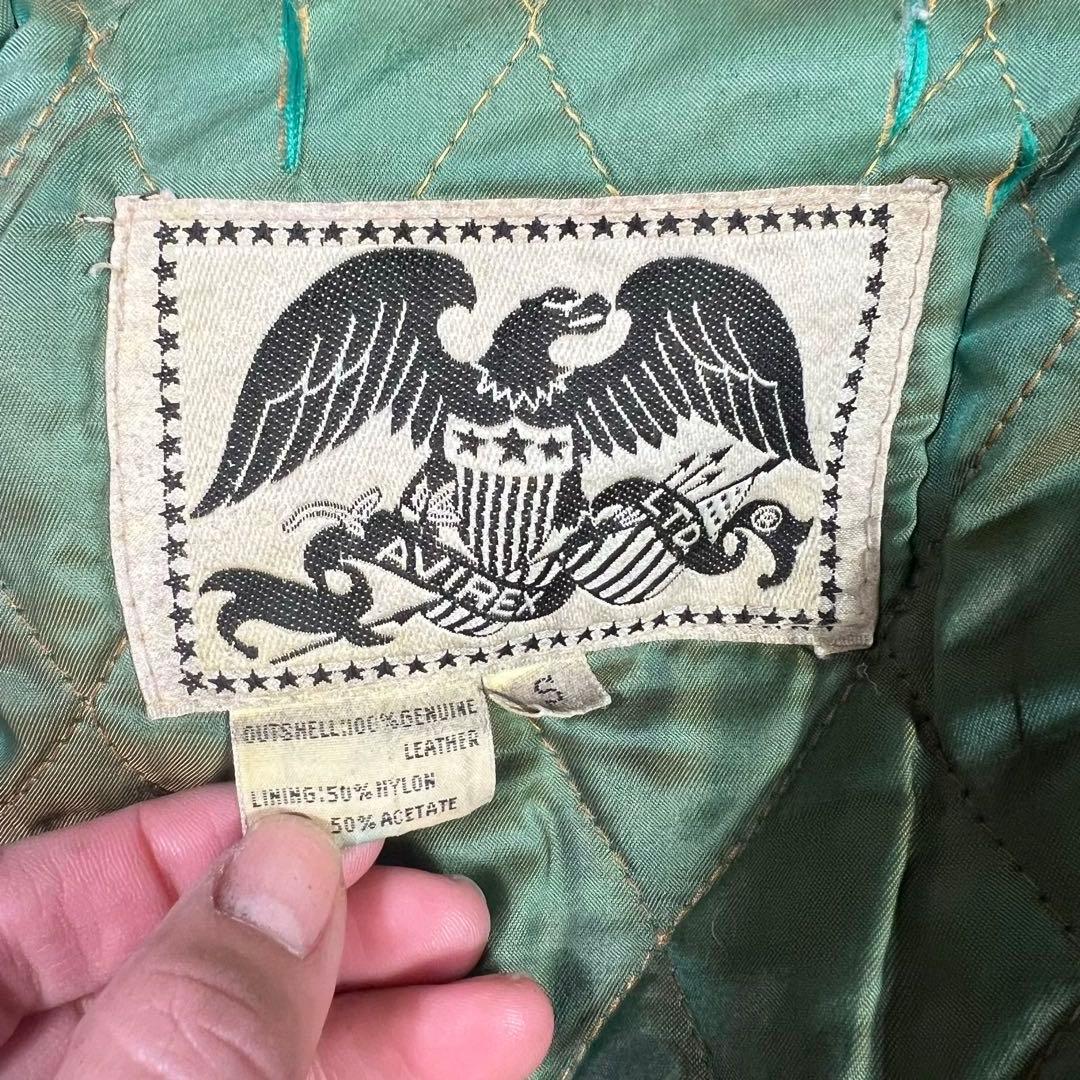 AVIREX LTD
S
OUTSHELL:100%GENUINE
LEATHER
LINING:50%NYLON
50%ACETATE